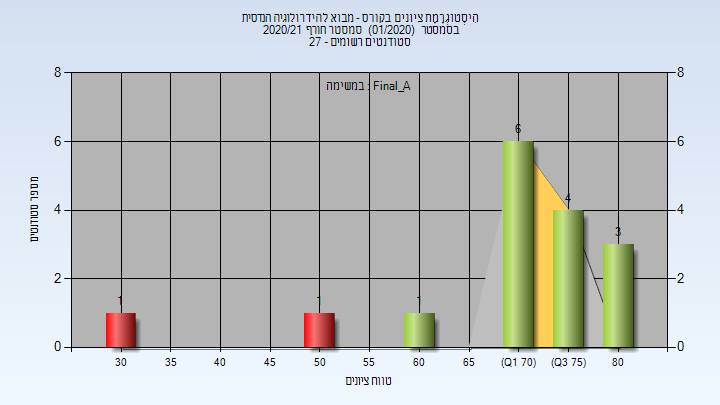 היסטוגרמת ציונים בקורס - מבוא להידרולוגיה הנדסית
בסמסטר (01/2020) סמסטר חורף 2020/21
סטודנטים רשומים - 27
במשימה : Final_A
מספר סטודנטים
8 8
6 6
4 4
2 2
0 0
1 1 1 6 4 3
30 35 40 45 50 55 60 65 (Q1 70) (Q3 75) 80
טווח ציונים